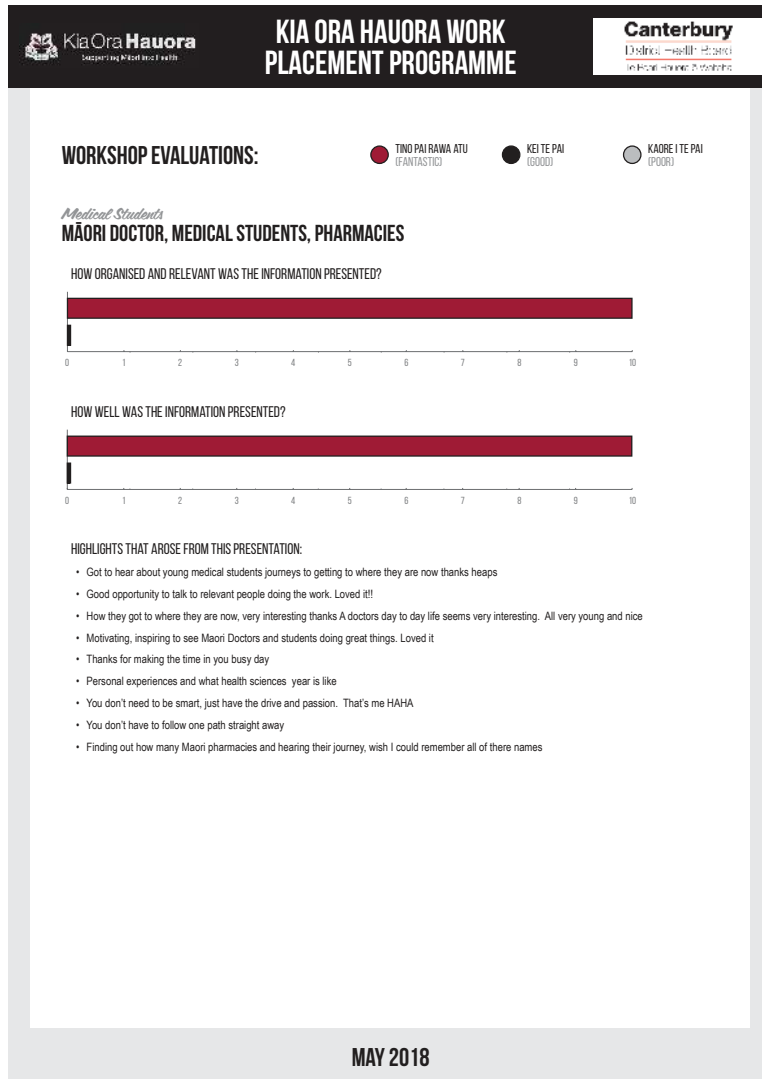 KiaOra Hauora
Supporting Māori into Health
KIA ORA HAUORA WORK
PLACEMENT PROGRAMME
Canterbury
District Health Board
Te Poari Hauora ō Waitaha
WORKSHOP EVALUATIONS:
TINO PAI RAWA ATU
(FANTASTIC)
KEI TE PAI
(GOOD)
KAORE I TE PAI
(POOR)
Medical Students
MĀORI DOCTOR, MEDICAL STUDENTS, PHARMACIES
HOW ORGANISED AND RELEVANT WAS THE INFORMATION PRESENTED?
0 1 2 3 4 5 6 7 8 9 10
HOW WELL WAS THE INFORMATION PRESENTED?
0 1 2 3 4 5 6 7 8 9 10
HIGHLIGHTS THAT AROSE FROM THIS PRESENTATION:
• Got to hear about young medical students journeys to getting to where they are now thanks heaps
• Good opportunity to talk to relevant people doing the work. Loved it!!
• How they got to where they are now, very interesting thanks A doctors day to day life seems very interesting. All very young and nice
• Motivating, inspiring to see Maori Doctors and students doing great things. Loved it
• Thanks for making the time in you busy day
• Personal experiences and what health sciences year is like
• You don't need to be smart, just have the drive and passion. That's me HAHA
• You don't have to follow one path straight away
• Finding out how many Maori pharmacies and hearing their journey, wish I could remember all of there names
MAY 2018